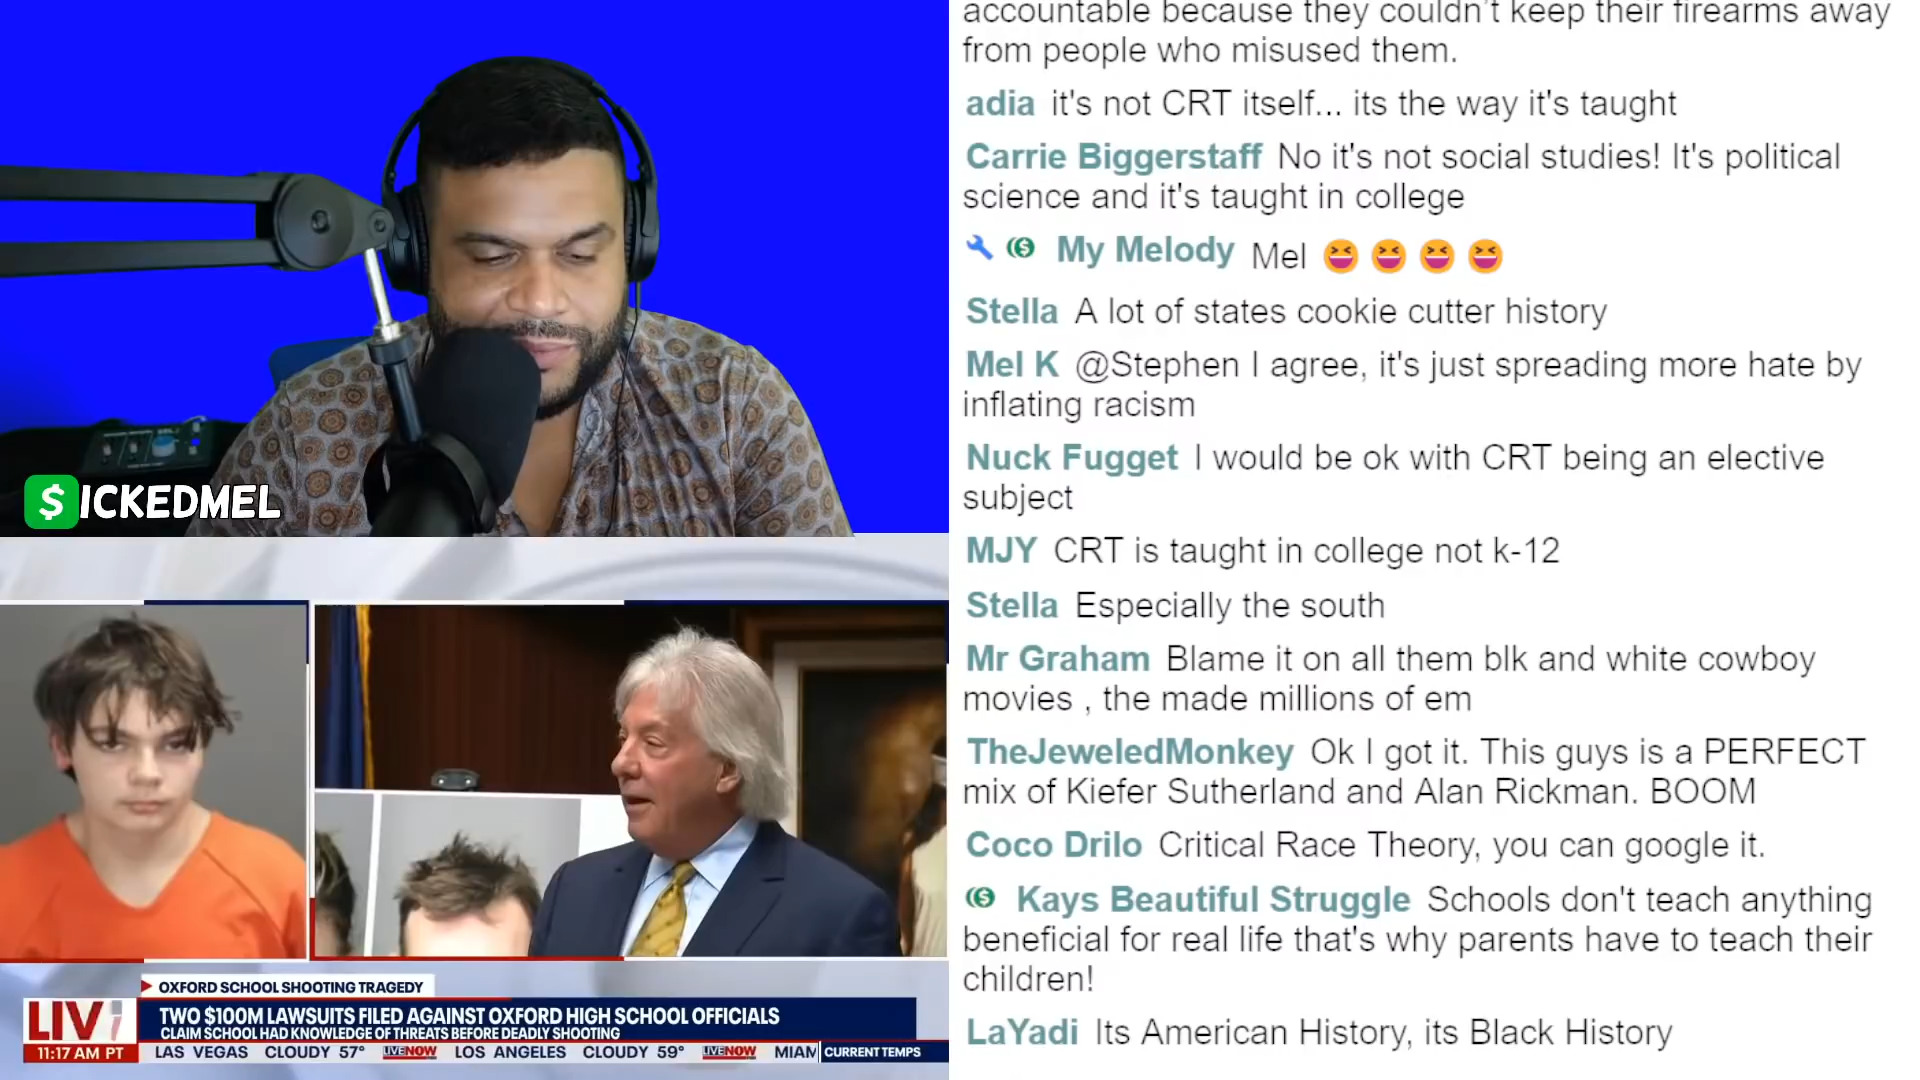 $ICKEDMEL
OXFORD SCHOOL SHOOTING TRAGEDY
LIV
TWO $100M LAWSUITS FILED AGAINST OXFORD HIGH SCHOOL OFFICIALS
CLAIM SCHOOL HAD KNOWLEDGE OF THREATS BEFORE DEADLY SHOOTING
11:17 AM PT
LAS VEGAS CLOUDY 57° LIVENOW LOS ANGELES CLOUDY 59° LIVENOW MIAM CURRENT TEMPS
accountable because they couldn't keep their firearms away
from people who misused them.
adia it's not CRT itself... its the way it's taught
Carrie Biggerstaff No it's not social studies! It's political
science and it's taught in college
My Melody Mel 😆 😆 😆 😆
Stella A lot of states cookie cutter history
Mel K @Stephen I agree, it's just spreading more hate by
inflating racism
Nuck Fugget I would be ok with CRT being an elective
subject
MJY CRT is taught in college not k-12
Stella Especially the south
Mr Graham Blame it on all them blk and white cowboy
movies , the made millions of em
TheJeweledMonkey Ok I got it. This guys is a PERFECT
mix of Kiefer Sutherland and Alan Rickman. BOOM
Coco Drilo Critical Race Theory, you can google it.
Kays Beautiful Struggle Schools don't teach anything
beneficial for real life that's why parents have to teach their
children!
LaYadi Its American History, its Black History